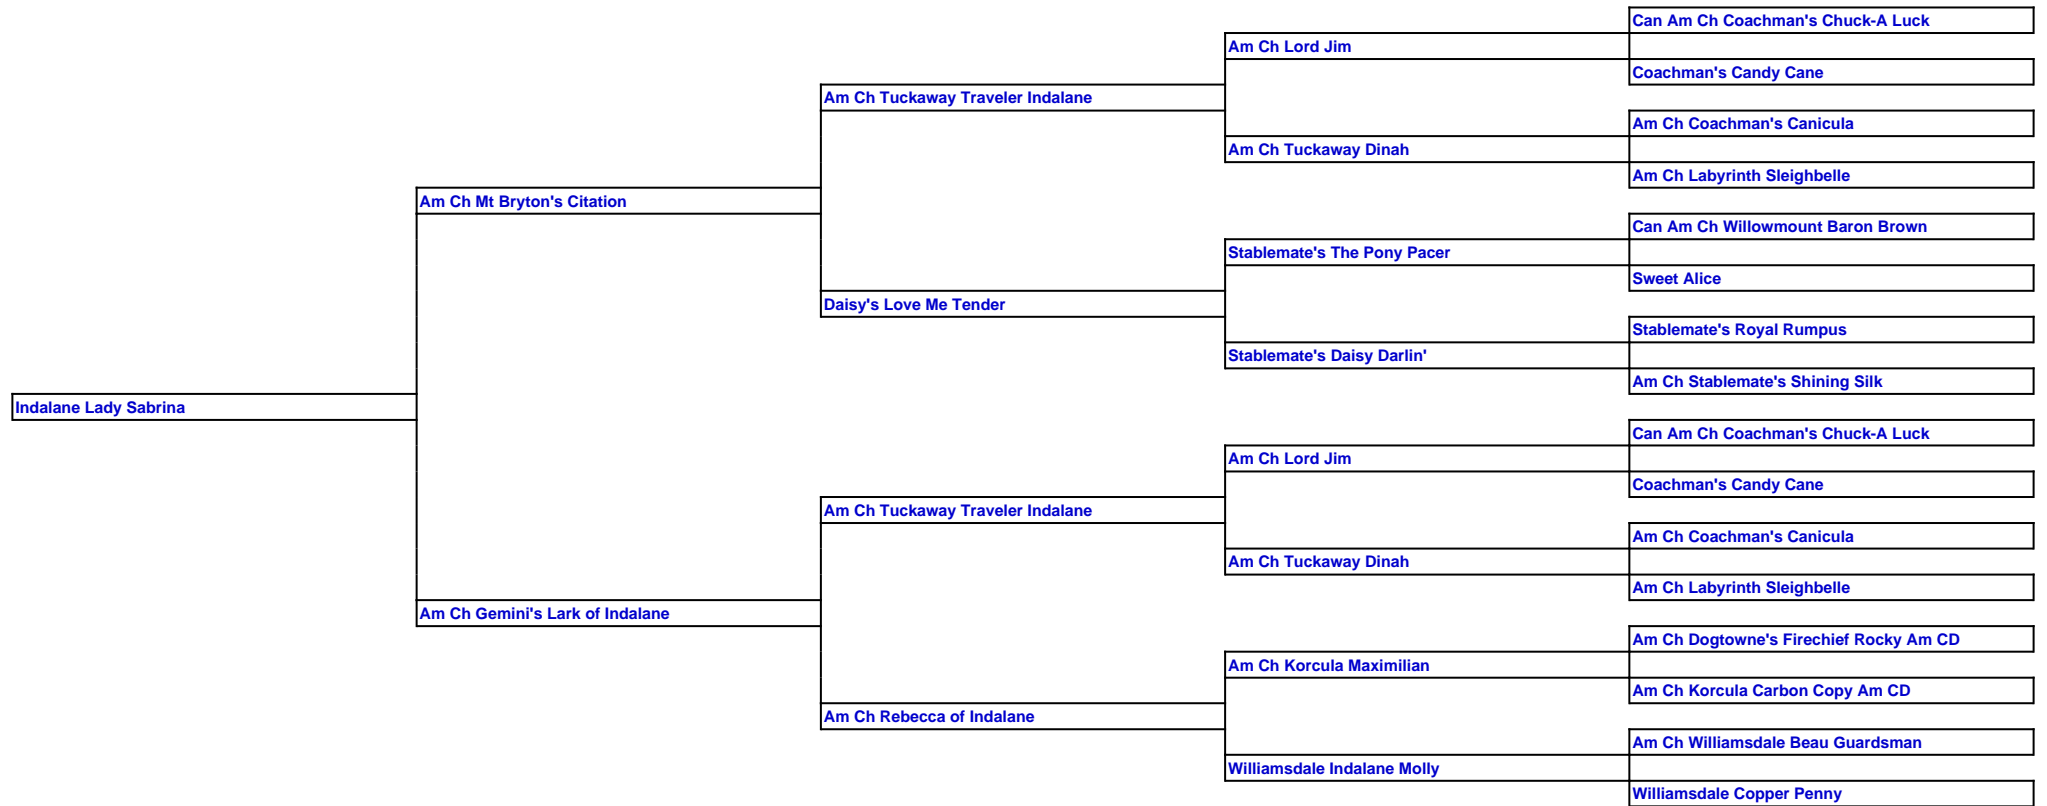 Can Am Ch Coachman's Chuck-A Luck
Am Ch Lord Jim
Coachman's Candy Cane
Am Ch Tuckaway Traveler Indalane
Am Ch Coachman's Canicula
Am Ch Tuckaway Dinah
Am Ch Labyrinth Sleighbelle
Am Ch Mt Bryton's Citation
Can Am Ch Willowmount Baron Brown
Stablemate's The Pony Pacer
Sweet Alice
Daisy's Love Me Tender
Stablemate's Royal Rumpus
Stablemate's Daisy Darlin'
Am Ch Stablemate's Shining Silk
Indalane Lady Sabrina
Can Am Ch Coachman's Chuck-A Luck
Am Ch Lord Jim
Coachman's Candy Cane
Am Ch Tuckaway Traveler Indalane
Am Ch Coachman's Canicula
Am Ch Tuckaway Dinah
Am Ch Labyrinth Sleighbelle
Am Ch Gemini's Lark of Indalane
Am Ch Dogtowne's Firechief Rocky Am CD
Am Ch Korcula Maximilian
Am Ch Korcula Carbon Copy Am CD
Am Ch Rebecca of Indalane
Am Ch Williamsdale Beau Guardsman
Williamsdale Indalane Molly
Williamsdale Copper Penny